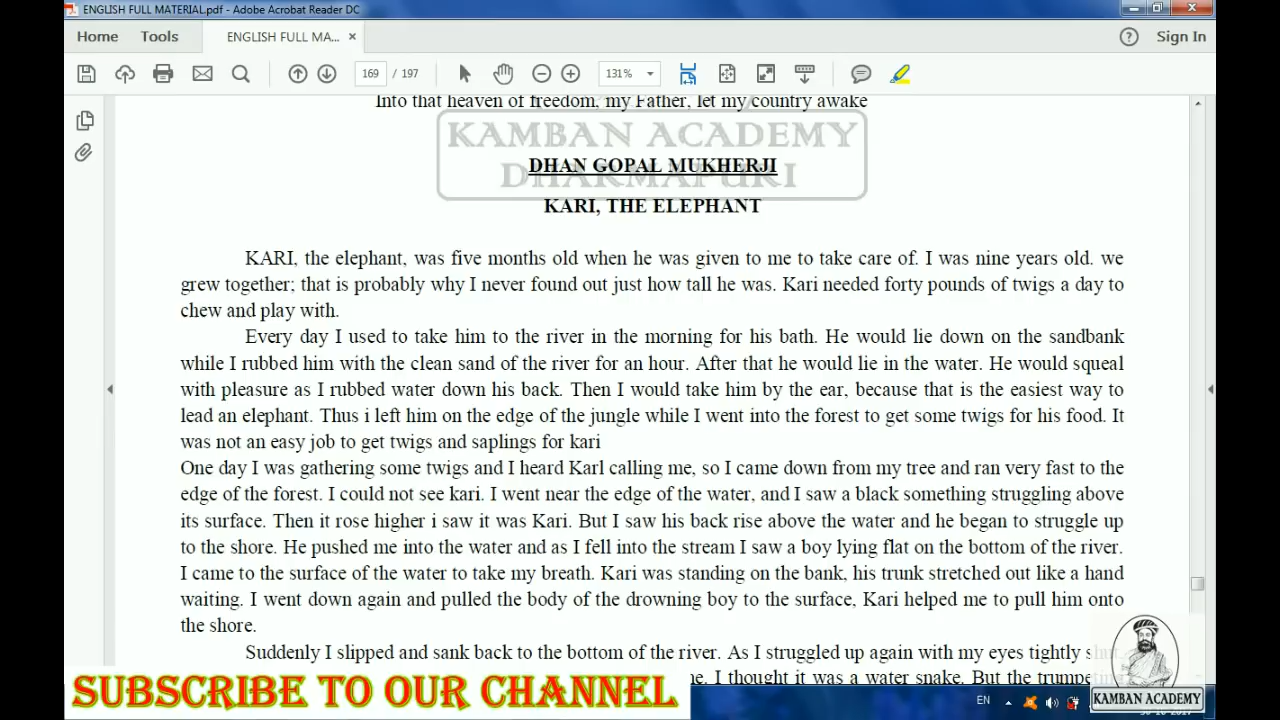 ENGLISH FULL MATERIAL.pdf - Adobe Acrobat Reader DC
Home Tools ENGLISH FULL MA... × Sign In
169 / 197 131%
Into that heaven of freedom, my Father, let my country awake
KAMBAN ACADEMY
DHARMAPURI
DHAN GOPAL MUKHERJI
KARI, THE ELEPHANT
KARI, the elephant, was five months old when he was given to me to take care of. I was nine years old. we
grew together; that is probably why I never found out just how tall he was. Kari needed forty pounds of twigs a day to
chew and play with.
Every day I used to take him to the river in the morning for his bath. He would lie down on the sandbank
while I rubbed him with the clean sand of the river for an hour. After that he would lie in the water. He would squeal
with pleasure as I rubbed water down his back. Then I would take him by the ear, because that is the easiest way to
lead an elephant. Thus i left him on the edge of the jungle while I went into the forest to get some twigs for his food. It
was not an easy job to get twigs and saplings for kari
One day I was gathering some twigs and I heard Karl calling me, so I came down from my tree and ran very fast to the
edge of the forest. I could not see kari. I went near the edge of the water, and I saw a black something struggling above
its surface. Then it rose higher i saw it was Kari. But I saw his back rise above the water and he began to struggle up
to the shore. He pushed me into the water and as I fell into the stream I saw a boy lying flat on the bottom of the river.
I came to the surface of the water to take my breath. Kari was standing on the bank, his trunk stretched out like a hand
waiting. I went down again and pulled the body of the drowning boy to the surface, Kari helped me to pull him onto
the shore.
Suddenly I slipped and sank back to the bottom of the river. As I struggled up again with my eyes tightly
I thought it was a water snake. But the trumpeting
SUBSCRIBE TO OUR CHANNEL
EN
KAMBAN ACADEMY